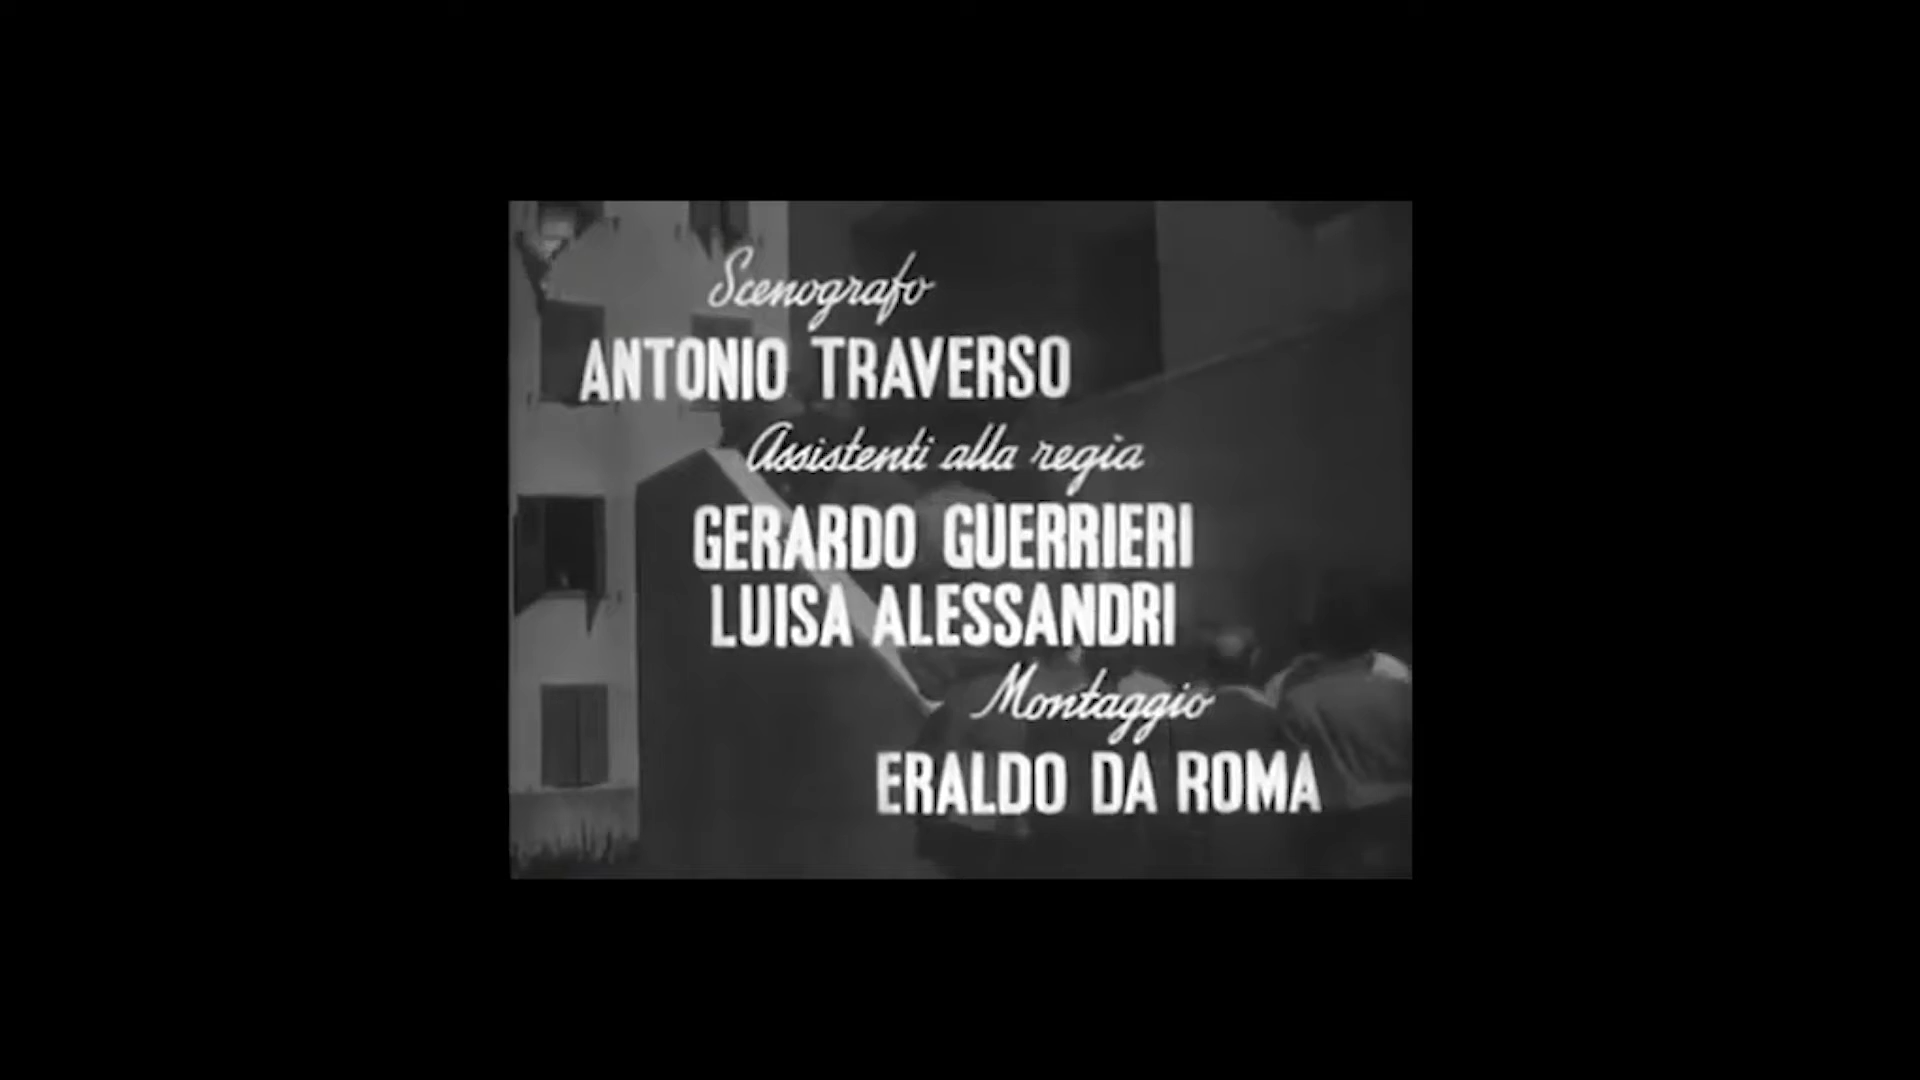 Scenografo
ANTONIO TRAVERSO
Assistenti alla regia
GERARDO GUERRIERI
LUISA ALESSANDRI
Montaggio
ERALDO DA ROMA